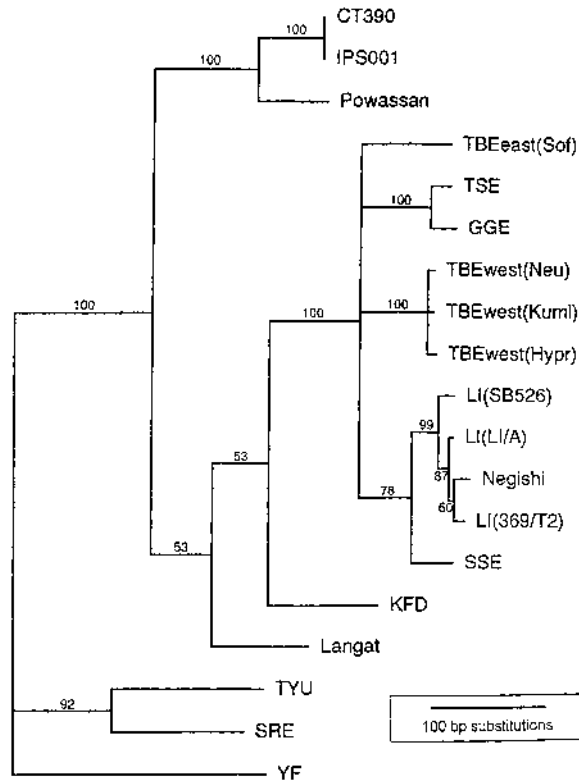 CT390
100
IPS001
100
Powassan
TBEeast(Sof)
TSE
100
GGE
TBEwest(Neu)
100
100
100
TBEwest(Kuml)
TBEwest(Hypr)
LI(SB526)
99
LI(LI/A)
53
87
Negishi
78
60
LI(369/T2)
53
SSE
KFD
Langat
TYU
92
SRE
100 bp substitutions
YF